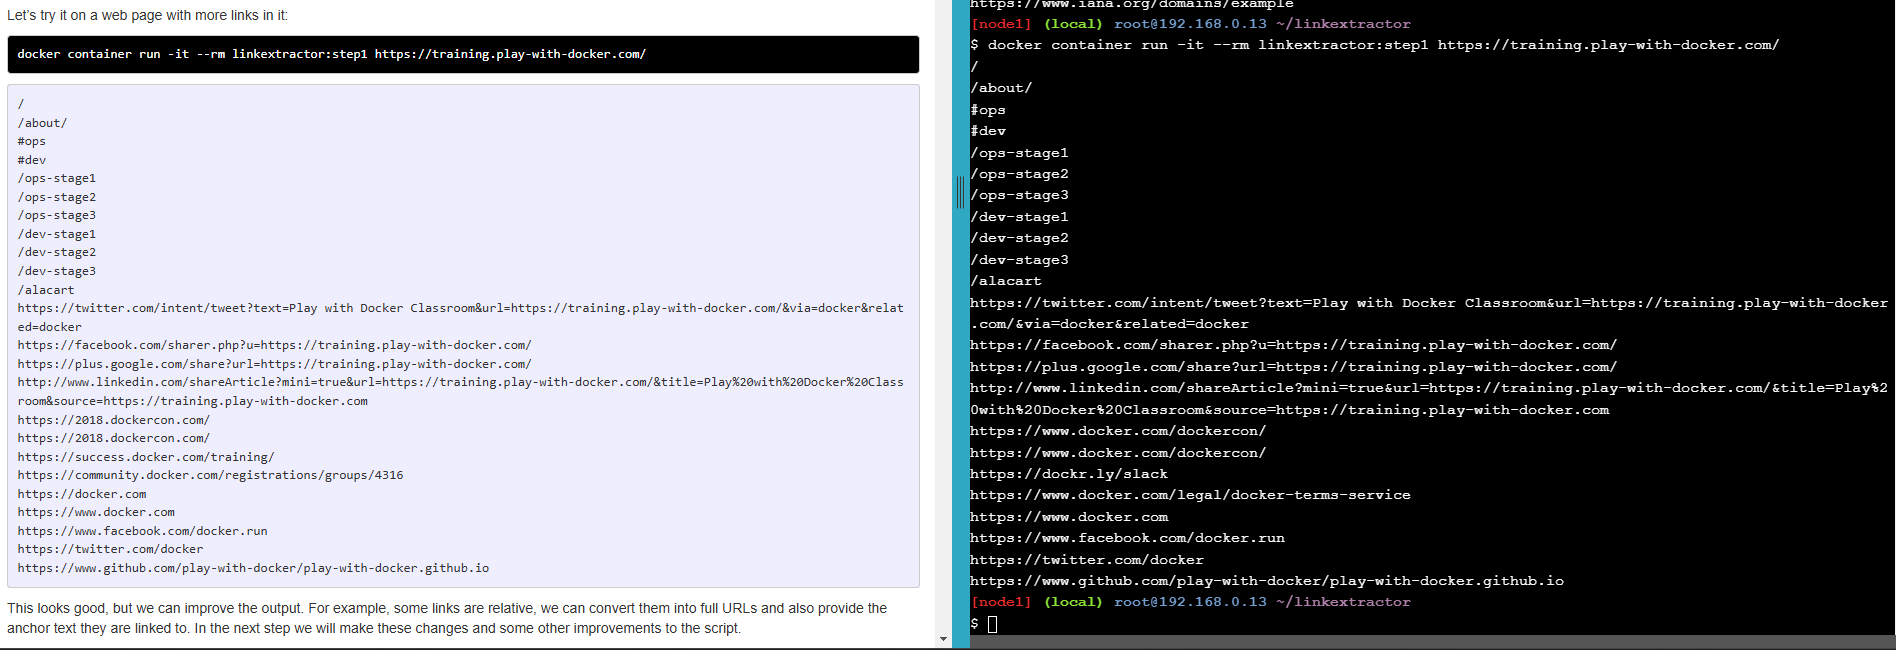 Let's try it on a web page with more links in it:
docker container run -it --rm linkextractor:step1 https://training.play-with-docker.com/
/
/about/
#ops
#dev
/ops-stage1
/ops-stage2
/ops-stage3
/dev-stage1
/dev-stage2
/dev-stage3
/alacart
https://twitter.com/intent/tweet?text=Play with Docker Classroom&url=https://training.play-with-docker.com/&via=docker&relat
ed=docker
https://facebook.com/sharer.php?u=https://training.play-with-docker.com/
https://plus.google.com/share?url=https://training.play-with-docker.com/
http://www.linkedin.com/shareArticle?mini=true&url=https://training.play-with-docker.com/&title=Play%20with%20Docker%20Class
room&source=https://training.play-with-docker.com
https://2018.dockercon.com/
https://2018.dockercon.com/
https://success.docker.com/training/
https://community.docker.com/registrations/groups/4316
https://docker.com
https://www.docker.com
https://www.facebook.com/docker.run
https://twitter.com/docker
https://www.github.com/play-with-docker/play-with-docker.github.io
This looks good, but we can improve the output. For example, some links are relative, we can convert them into full URLs and also provide the
anchor text they are linked to. In the next step we will make these changes and some other improvements to the script.
https://www.iana.org/domains/example
[node1] (local) root@192.168.0.13 ~/linkextractor
$ docker container run -it --rm linkextractor:step1 https://training.play-with-docker.com/
/
/about/
#ops
#dev
/ops-stage1
/ops-stage2
/ops-stage3
/dev-stage1
/dev-stage2
/dev-stage3
/alacart
https://twitter.com/intent/tweet?text=Play with Docker Classroom&url=https://training.play-with-docker
.com/&via=docker&related=docker
https://facebook.com/sharer.php?u=https://training.play-with-docker.com/
https://plus.google.com/share?url=https://training.play-with-docker.com/
http://www.linkedin.com/shareArticle?mini=true&url=https://training.play-with-docker.com/&title=Play%2
0with%20Docker%20Classroom&source=https://training.play-with-docker.com
https://www.docker.com/dockercon/
https://www.docker.com/dockercon/
https://dockr.ly/slack
https://www.docker.com/legal/docker-terms-service
https://www.docker.com
https://www.facebook.com/docker.run
https://twitter.com/docker
https://www.github.com/play-with-docker/play-with-docker.github.io
[node1] (local) root@192.168.0.13 ~/linkextractor
$